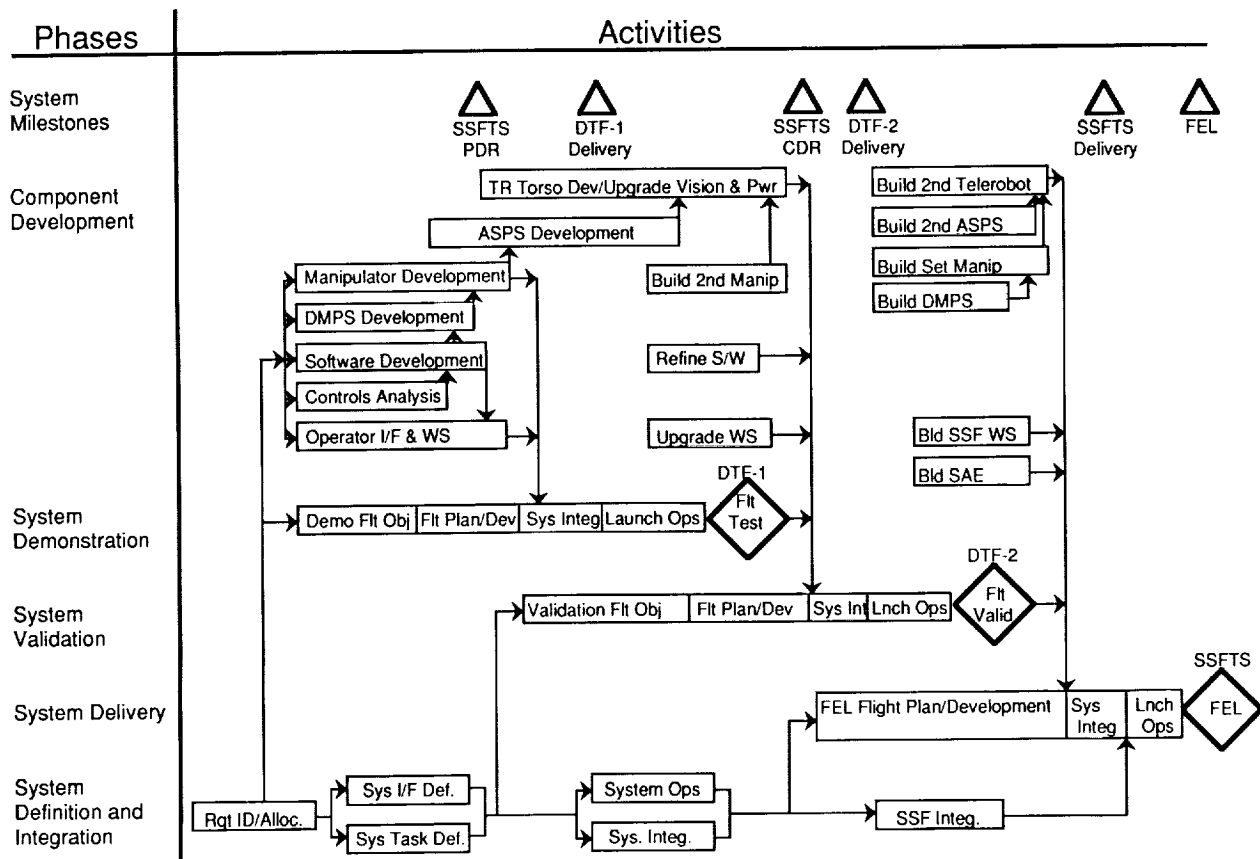 Phases
Activities
System
Milestones
SSFTS
PDR
DTF-1
Delivery
SSFTS
CDR
DTF-2
Delivery
SSFTS
Delivery
FEL
Component
Development
TR Torso Dev/Upgrade Vision & Pwr
Build 2nd Telerobot
ASPS Development
Build 2nd ASPS
Manipulator Development
Build 2nd Manip
Build Set Manip
DMPS Development
Build DMPS
Software Development
Refine S/W
Controls Analysis
Operator I/F & WS
Upgrade WS
Bld SSF WS
Bld SAE
System
Demonstration
Demo Flt Obj
Flt Plan/Dev
Sys Integ
Launch Ops
DTF-1
Flt
Test
System
Validation
Validation Flt Obj
Flt Plan/Dev
Sys Int
Lnch Ops
DTF-2
Flt
Valid
System Delivery
FEL Flight Plan/Development
Sys
Integ
Lnch
Ops
SSFTS
FEL
System
Definition and
Integration
Rqt ID/Alloc.
Sys I/F Def.
Sys Task Def.
System Ops
Sys. Integ.
SSF Integ.